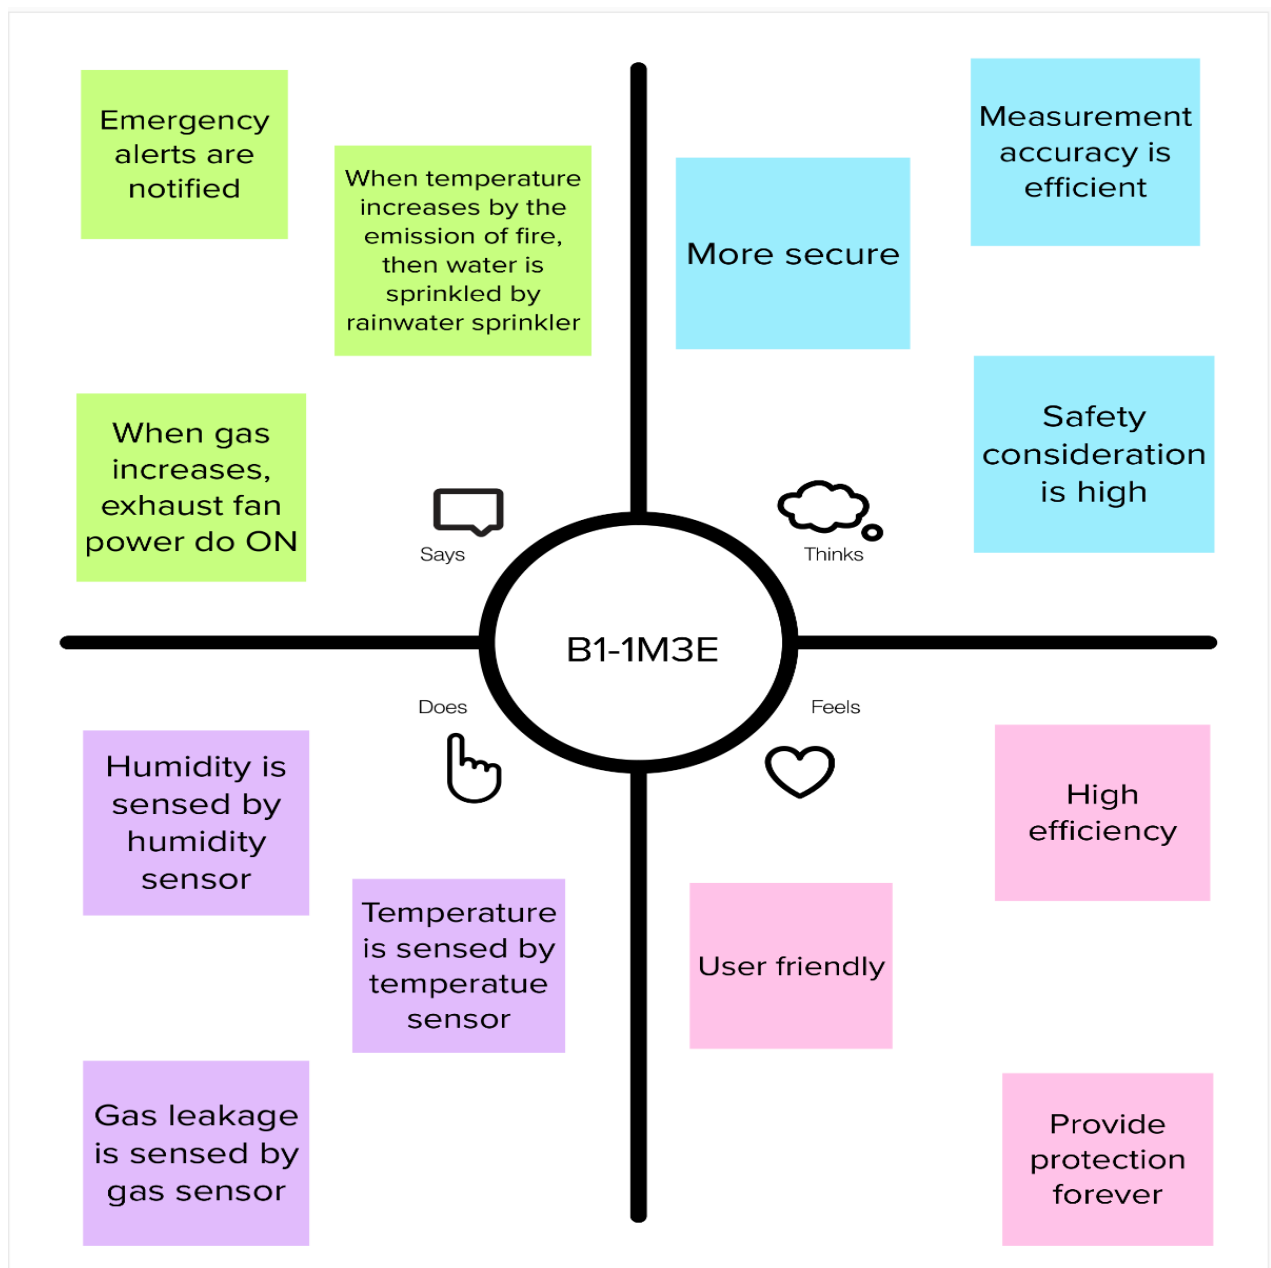 Emergency
alerts are
notified
When temperature
increases by the
emission of fire,
then water is
sprinkled by
rainwater sprinkler
When gas
increases,
exhaust fan
power do ON
Says
More secure
Measurement
accuracy is
efficient
Safety
consideration
is high
Thinks
B1-1M3E
Does
Humidity is
sensed by
humidity
sensor
Temperature
is sensed by
temperatue
sensor
Gas leakage
is sensed by
gas sensor
Feels
High
efficiency
User friendly
Provide
protection
forever